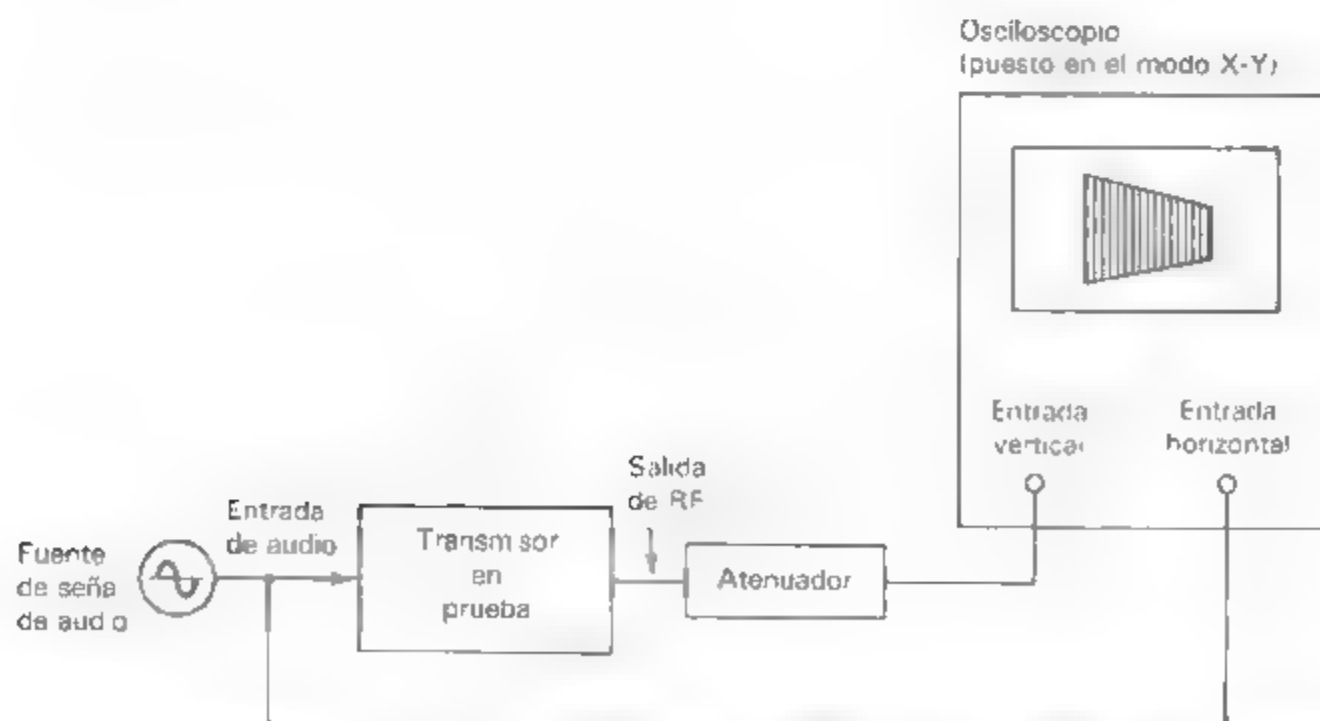 Osciloscopio
(puesto en el modo X-Y)
Entrada
vertical
Entrada
horizontal
Salida
de RF
Entrada
de audio
Transmisor
en
prueba
Atenuador
Fuente
de seña
de audio